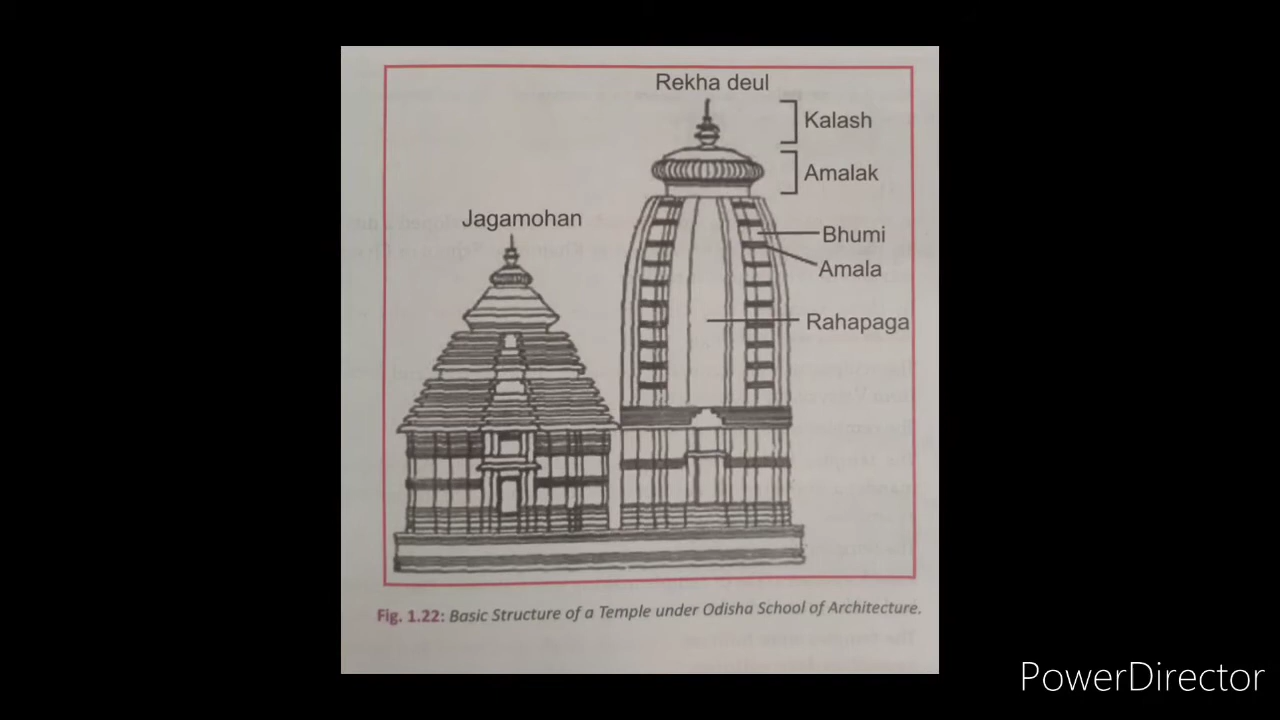 Rekha deul
Kalash
Amalak
Jagamohan
Bhumi
Amala
Rahapaga
Fig. 1.22: Basic Structure of a Temple under Odisha School of Architecture.
PowerDirector